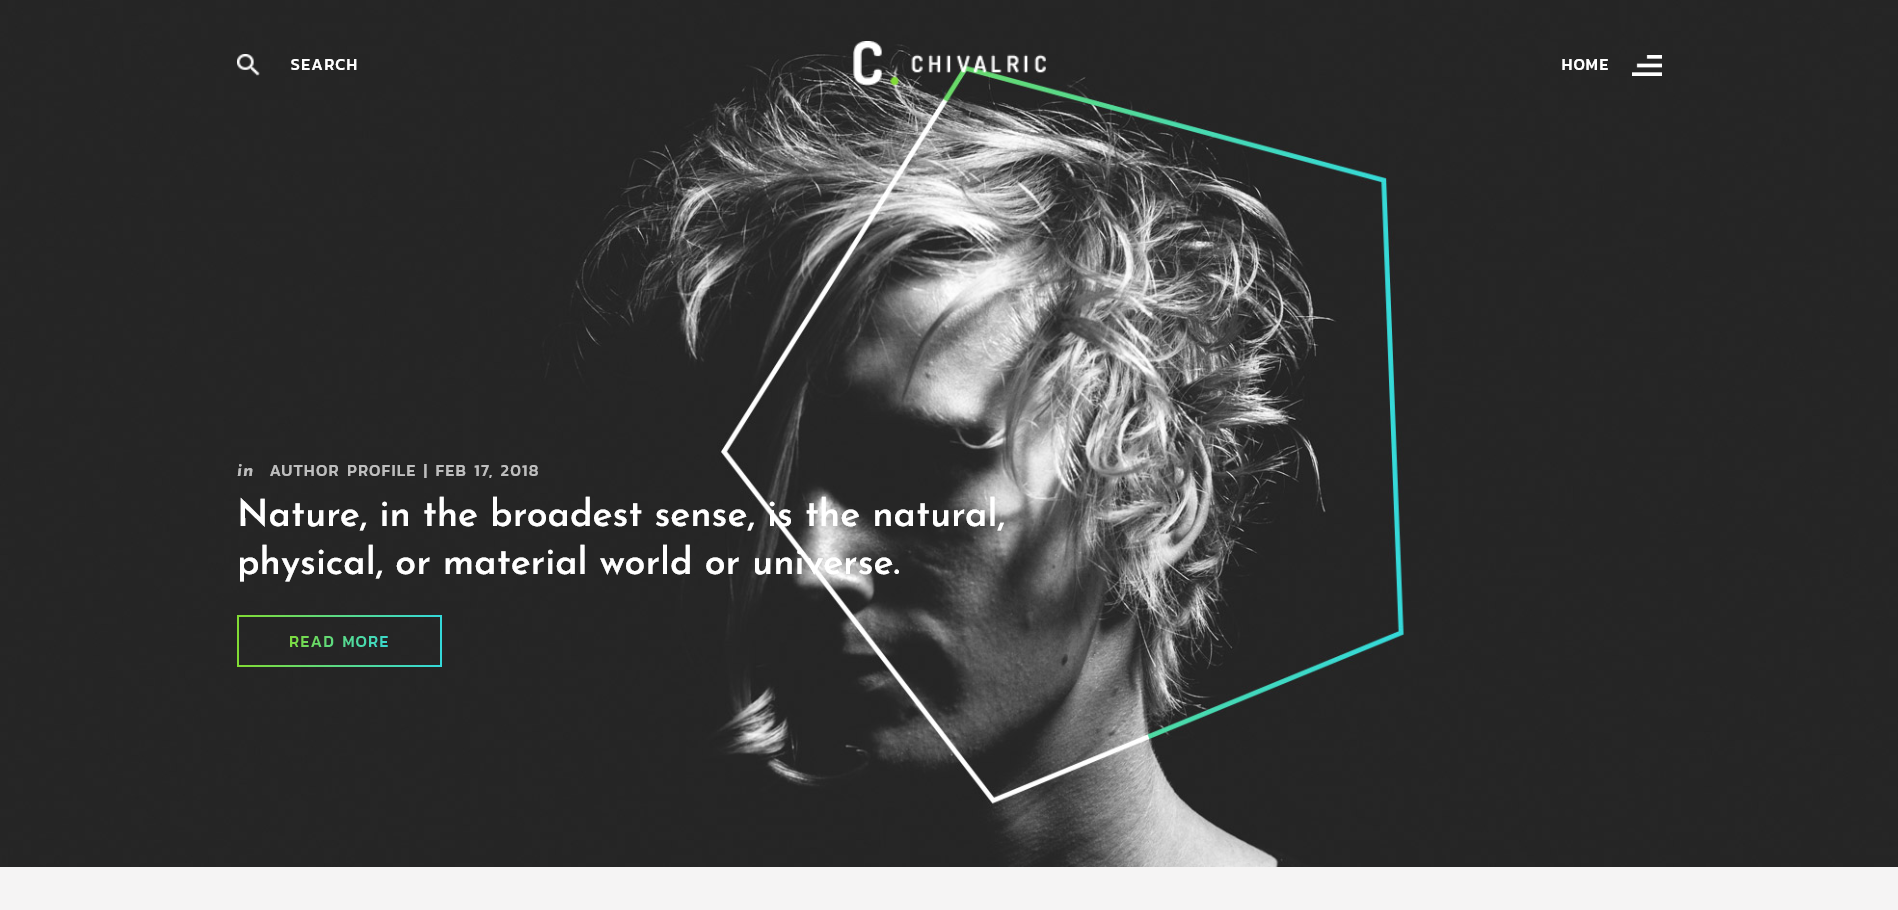 SEARCH
C. CHIVALRIC
HOME
in AUTHOR PROFILE | FEB 17, 2018
Nature, in the broadest sense, is the natural,
physical, or material world or universe.
READ MORE